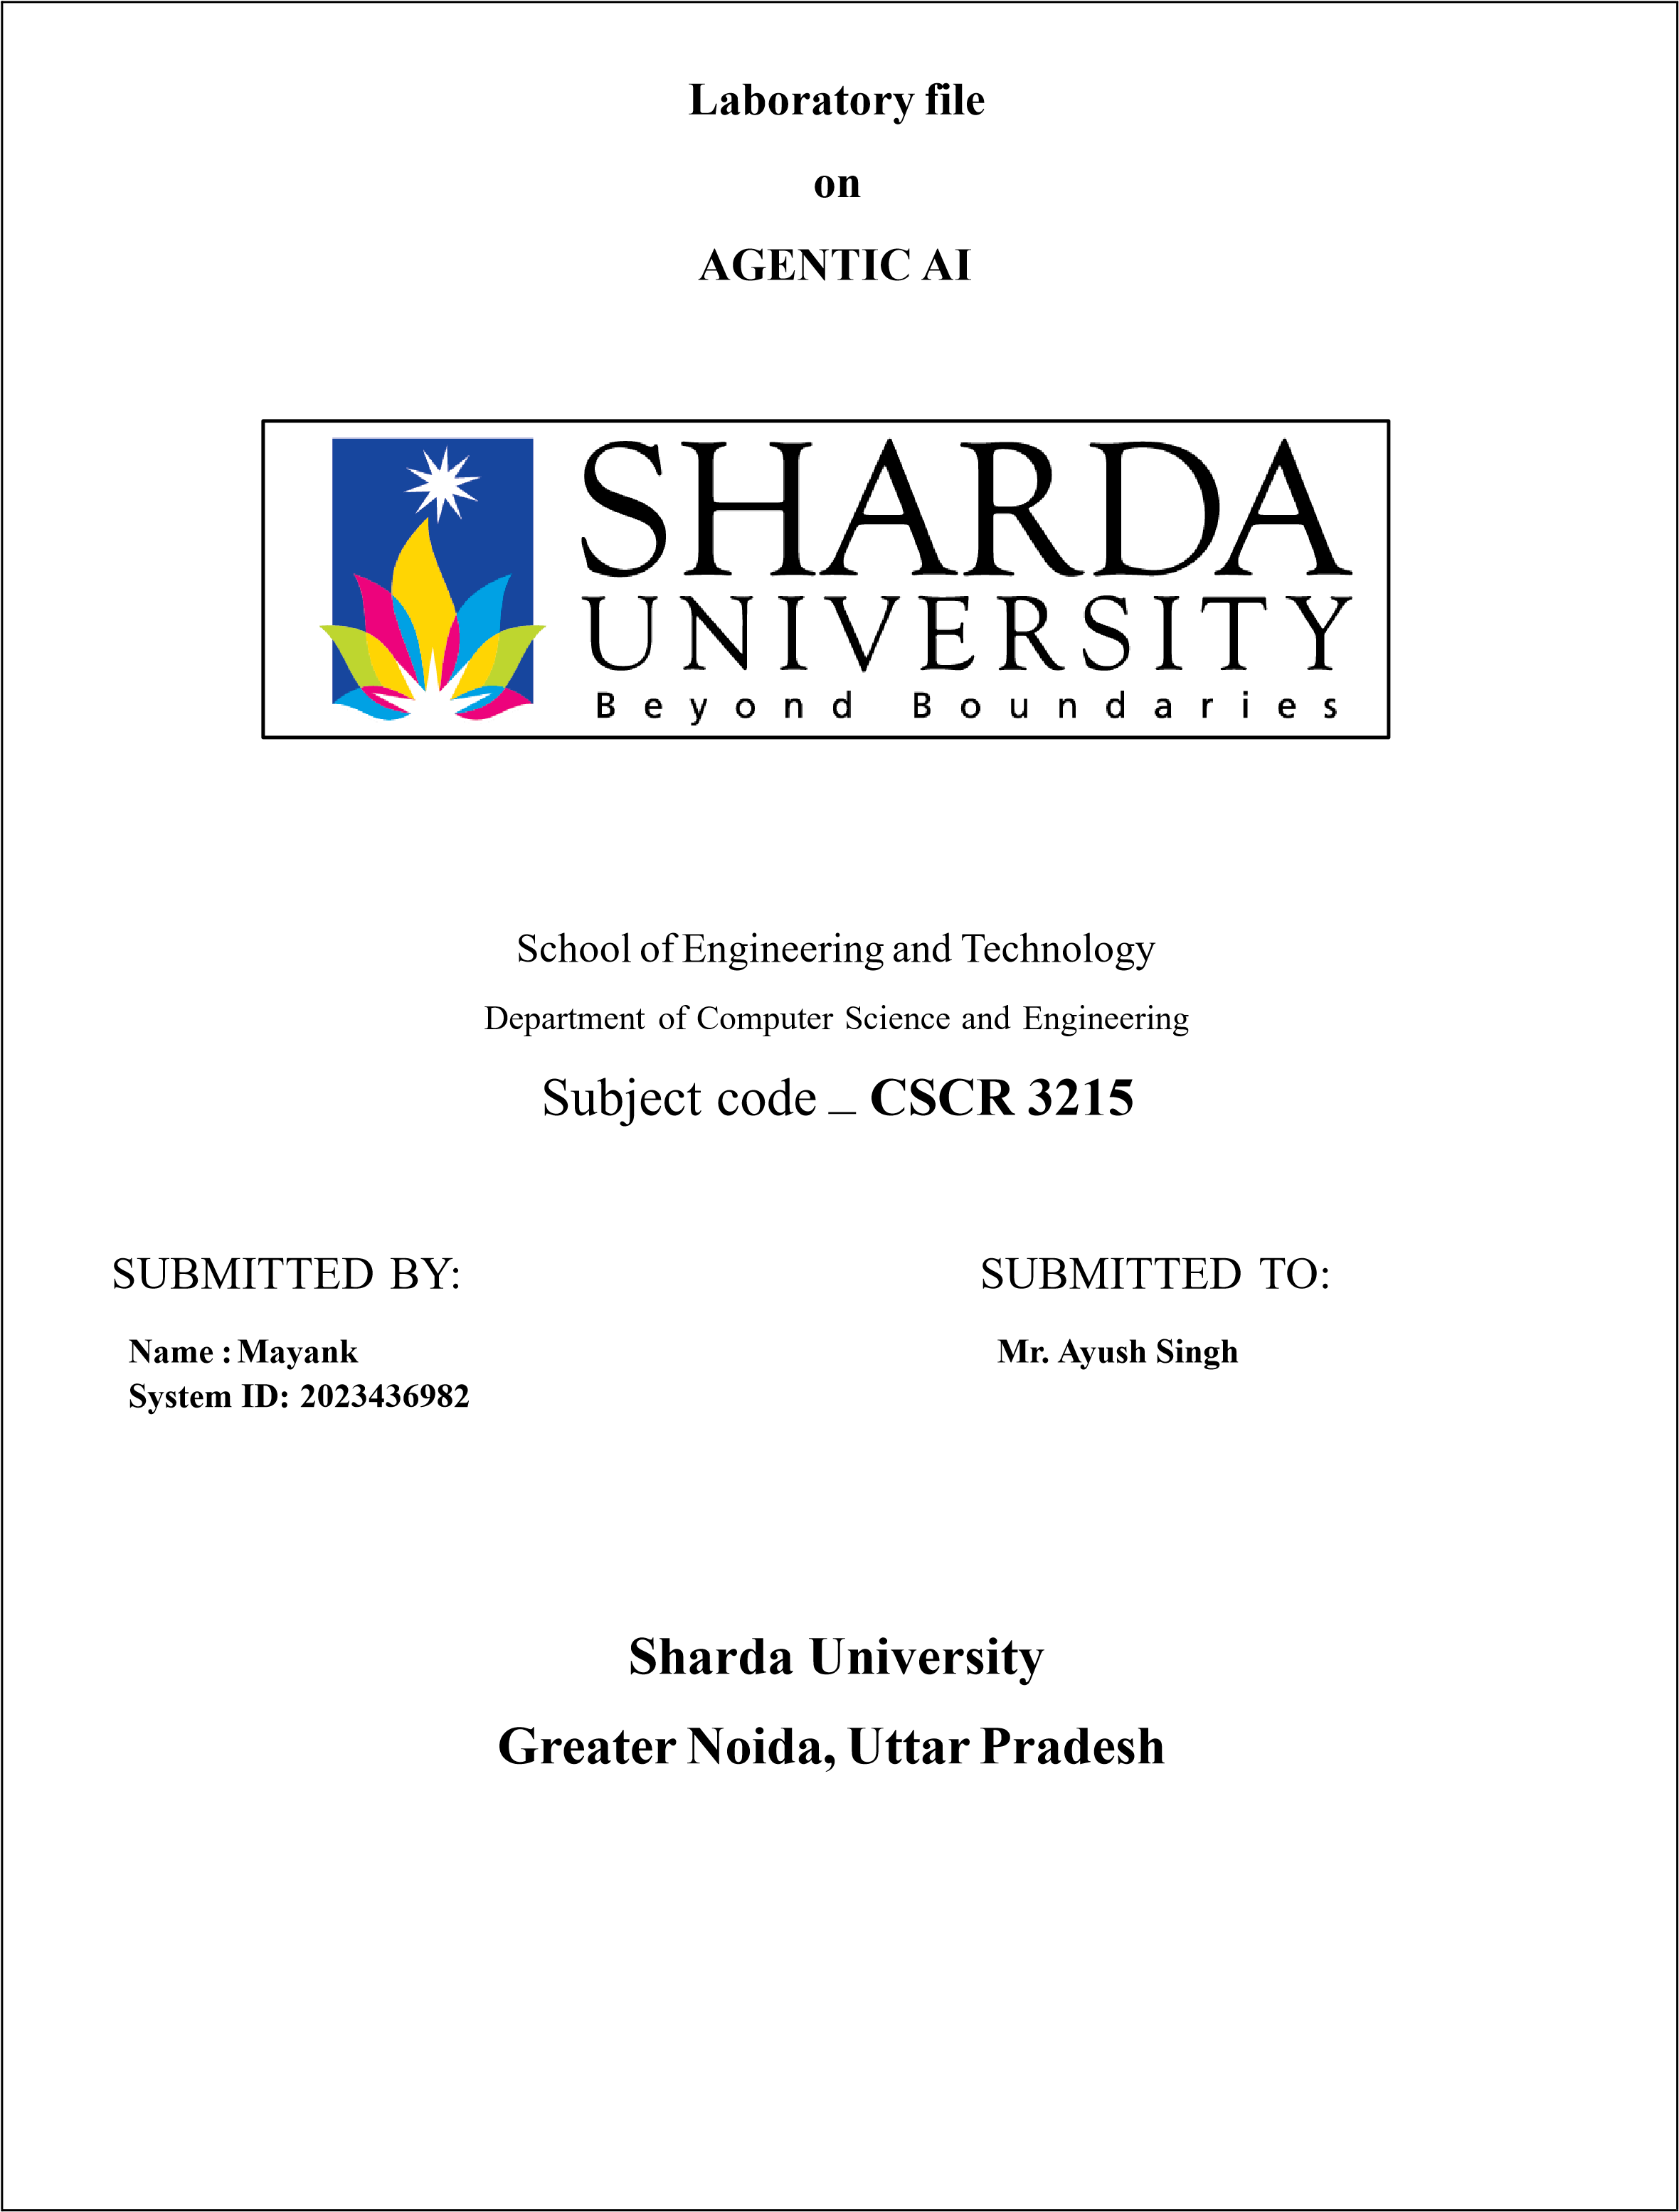 Laboratory file
on
AGENTIC AI
SHARDA
UNIVERSITY
Beyond Boundaries
School of Engineering and Technology
Department of Computer Science and Engineering
Subject code _ CSCR 3215
SUBMITTED BY:
SUBMITTED TO:
Name : Mayank
Mr. Ayush Singh
System ID: 2023436982
Sharda University
Greater Noida, Uttar Pradesh